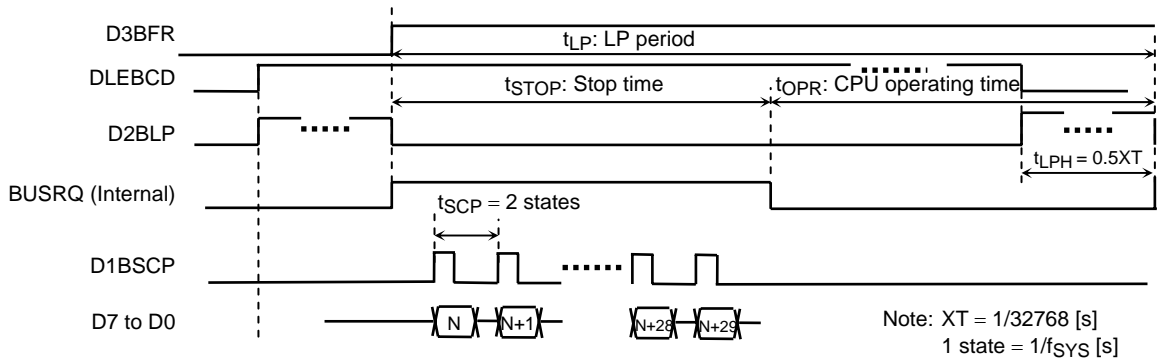 D3BFR
tLP: LP period
DLEBCD
tSTOP: Stop time
tOPR: CPU operating time
D2BLP
tLPH = 0.5XT
BUSRQ (Internal)
tSCP = 2 states
D1BSCP
D7 to D0
N
N+1
N+28
N+29
Note: XT = 1/32768 [s]
1 state = 1/fSYS [s]